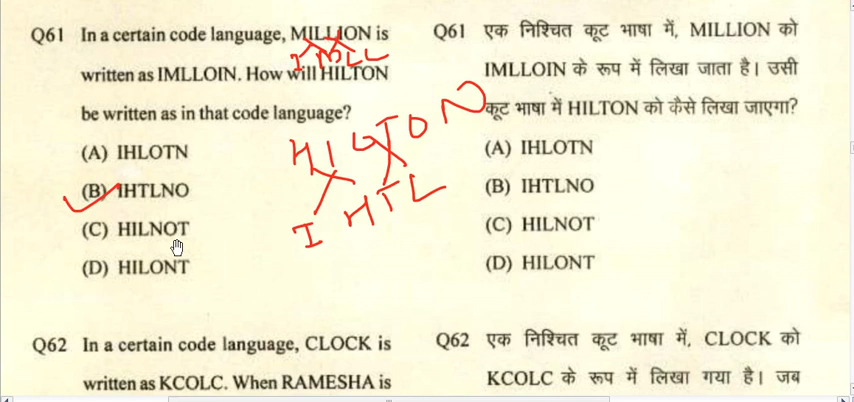 Q61 In a certain code language, MILLION is
written as IMLLOIN. How will HILTON
be written as in that code language?
(A) IHLOTN
(B) IHTLNO
(C) HILNOT
(D) HILONT
Q62 In a certain code language, CLOCK is
written as KCOLC. When RAMESHA is
I M L L
H I L T O N
I H T L
Q61 एक निश्चित कूट भाषा में, MILLION को
IMLLOIN के रूप में लिखा जाता है। उसी
कूट भाषा में HILTON को कैसे लिखा जाएगा?
(A) IHLOTN
(B) IHTLNO
(C) HILNOT
(D) HILONT
Q62 एक निश्चित कूट भाषा में, CLOCK को
KCOLC के रूप में लिखा गया है। जब